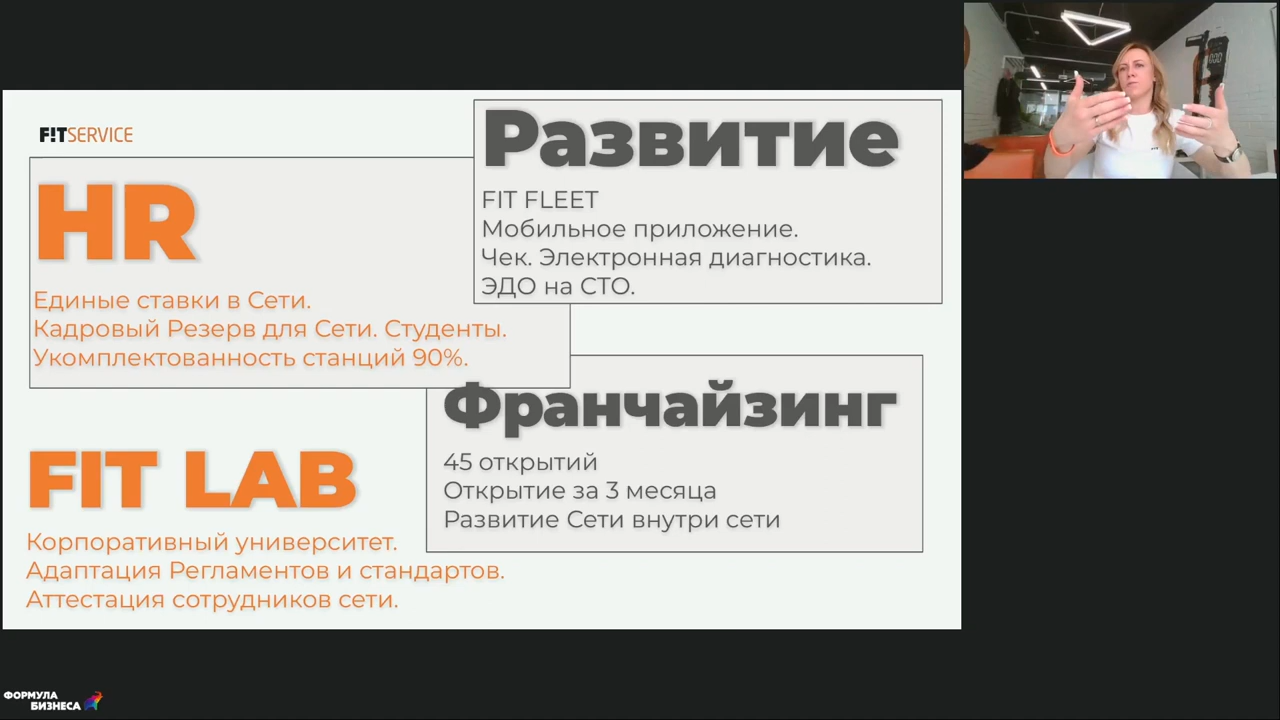 F!TSERVICE
HR
Единые ставки в Сети.
Кадровый Резерв для Сети. Студенты.
Укомплектованность станций 90%.
Развитие
FIT FLEET
Мобильное приложение.
Чек. Электронная диагностика.
ЭДО на СТО.
Франчайзинг
45 открытий
Открытие за 3 месяца
Развитие Сети внутри сети
FIT LAB
Корпоративный университет.
Адаптация Регламентов и стандартов.
Аттестация сотрудников сети.
ФОРМУЛА
БИЗНЕСА